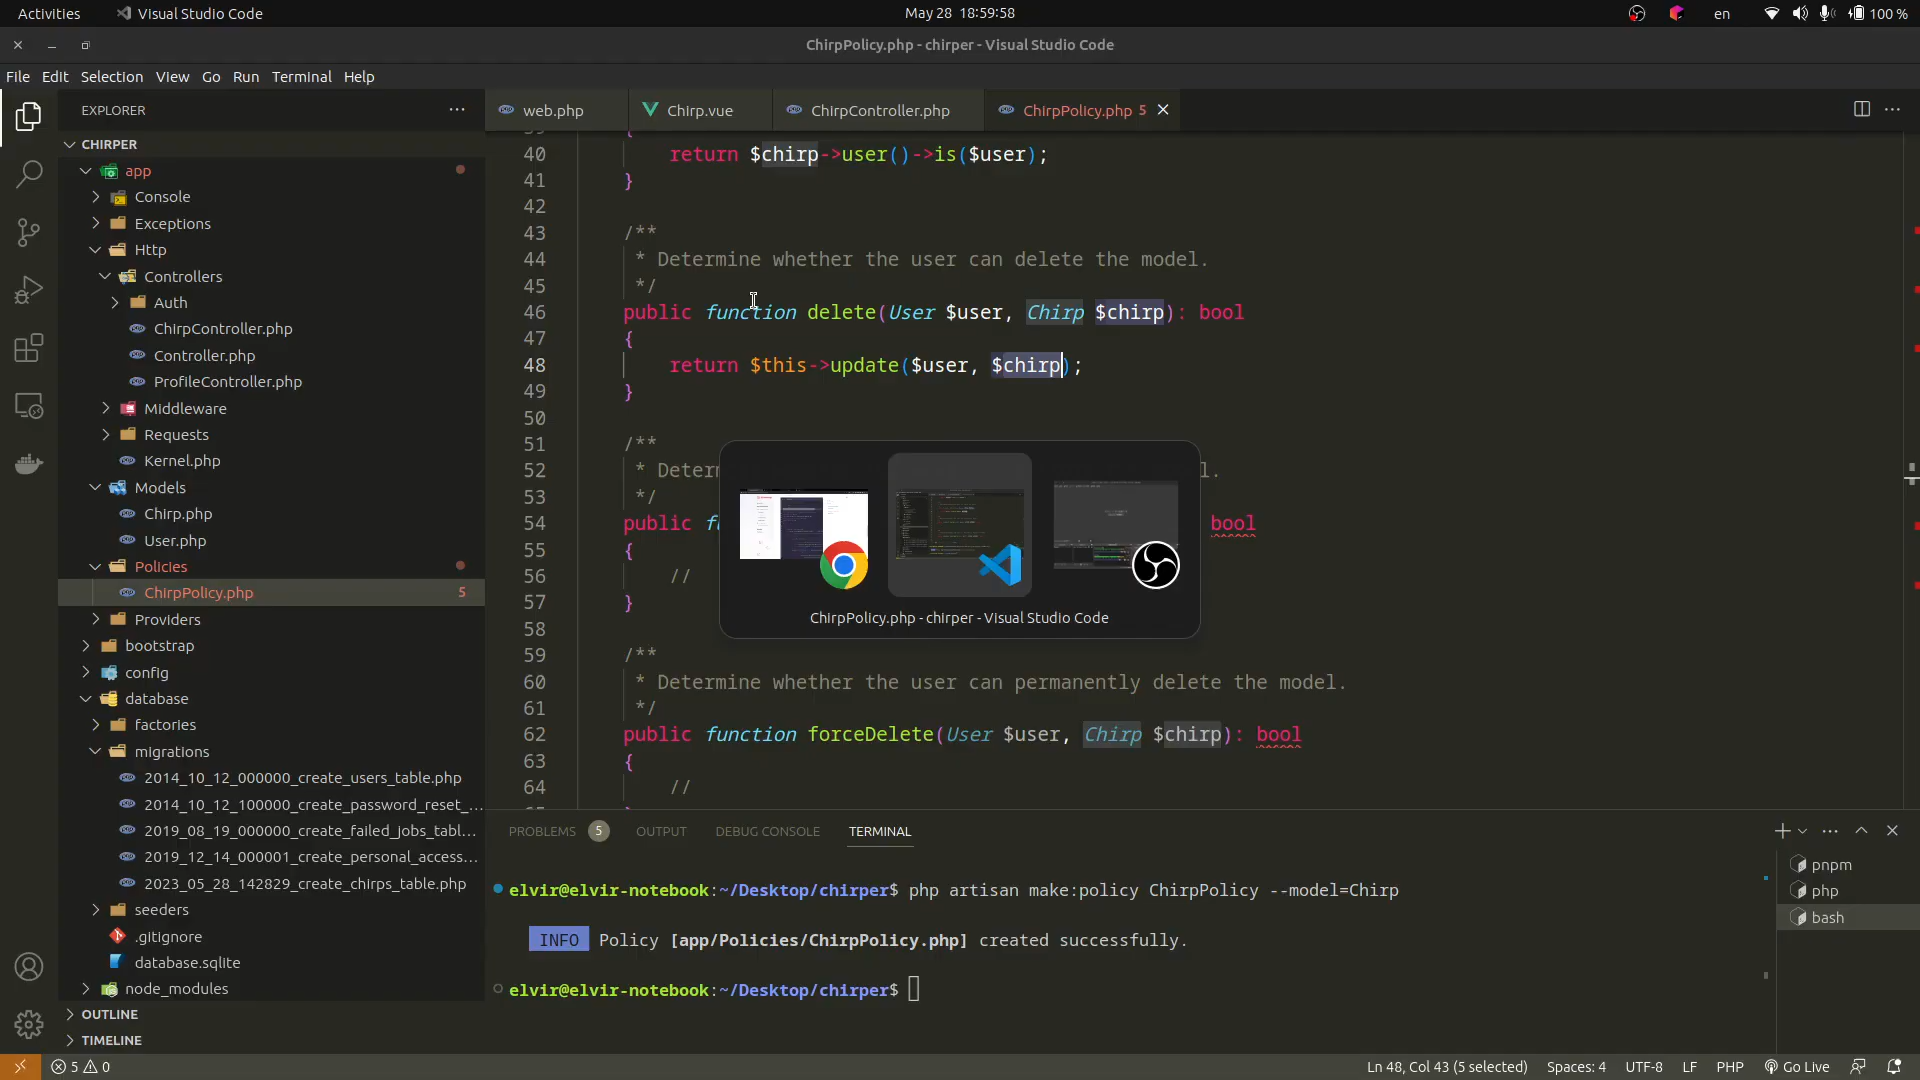 Activities
Visual Studio Code
May 28 18:59:58
en
100 %
ChirpPolicy.php - chirper - Visual Studio Code
File Edit Selection View Go Run Terminal Help
EXPLORER
CHIRPER
app
Console
Exceptions
Http
Controllers
Auth
ChirpController.php
Controller.php
ProfileController.php
Middleware
Requests
Kernel.php
Models
Chirp.php
User.php
Policies
ChirpPolicy.php 5
Providers
bootstrap
config
database
factories
migrations
2014_10_12_000000_create_users_table.php
2014_10_12_100000_create_password_reset_...
2019_08_19_000000_create_failed_jobs_tabl...
2019_12_14_000001_create_personal_access...
2023_05_28_142829_create_chirps_table.php
seeders
.gitignore
database.sqlite
node_modules
OUTLINE
TIMELINE
web.php
Chirp.vue
ChirpController.php
ChirpPolicy.php 5
39 {
40 return $chirp->user()->is($user);
41 }
42
43 /**
44 * Determine whether the user can delete the model.
45 */
46 public function delete(User $user, Chirp $chirp): bool
47 {
48 return $this->update($user, $chirp);
49 }
50
51 /**
52 * Deter l.
53 */
54 public fu bool
55 {
56 //
57 }
58
59 /**
60 * Determine whether the user can permanently delete the model.
61 */
62 public function forceDelete(User $user, Chirp $chirp): bool
63 {
64 //
ChirpPolicy.php - chirper - Visual Studio Code
PROBLEMS 5 OUTPUT DEBUG CONSOLE TERMINAL
elvir@elvir-notebook:~/Desktop/chirper$ php artisan make:policy ChirpPolicy --model=Chirp
INFO Policy [app/Policies/ChirpPolicy.php] created successfully.
elvir@elvir-notebook:~/Desktop/chirper$
pnpm
php
bash
5 0
Ln 48, Col 43 (5 selected) Spaces: 4 UTF-8 LF PHP Go Live